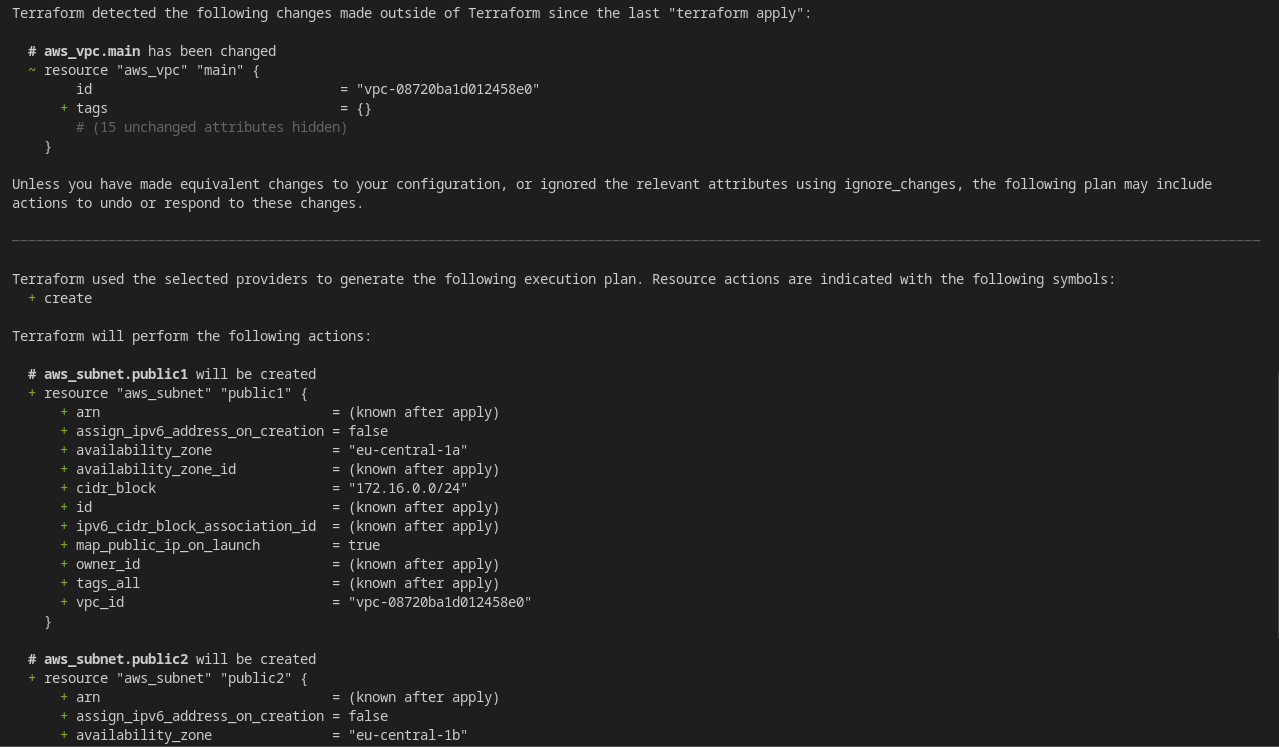 Terraform detected the following changes made outside of Terraform since the last "terraform apply":
# aws_vpc.main has been changed
~ resource "aws_vpc" "main" {
id = "vpc-08720ba1d012458e0"
+ tags = {}
# (15 unchanged attributes hidden)
}
Unless you have made equivalent changes to your configuration, or ignored the relevant attributes using ignore_changes, the following plan may include
actions to undo or respond to these changes.
Terraform used the selected providers to generate the following execution plan. Resource actions are indicated with the following symbols:
+ create
Terraform will perform the following actions:
# aws_subnet.public1 will be created
+ resource "aws_subnet" "public1" {
+ arn = (known after apply)
+ assign_ipv6_address_on_creation = false
+ availability_zone = "eu-central-1a"
+ availability_zone_id = (known after apply)
+ cidr_block = "172.16.0.0/24"
+ id = (known after apply)
+ ipv6_cidr_block_association_id = (known after apply)
+ map_public_ip_on_launch = true
+ owner_id = (known after apply)
+ tags_all = (known after apply)
+ vpc_id = "vpc-08720ba1d012458e0"
}
# aws_subnet.public2 will be created
+ resource "aws_subnet" "public2" {
+ arn = (known after apply)
+ assign_ipv6_address_on_creation = false
+ availability_zone = "eu-central-1b"